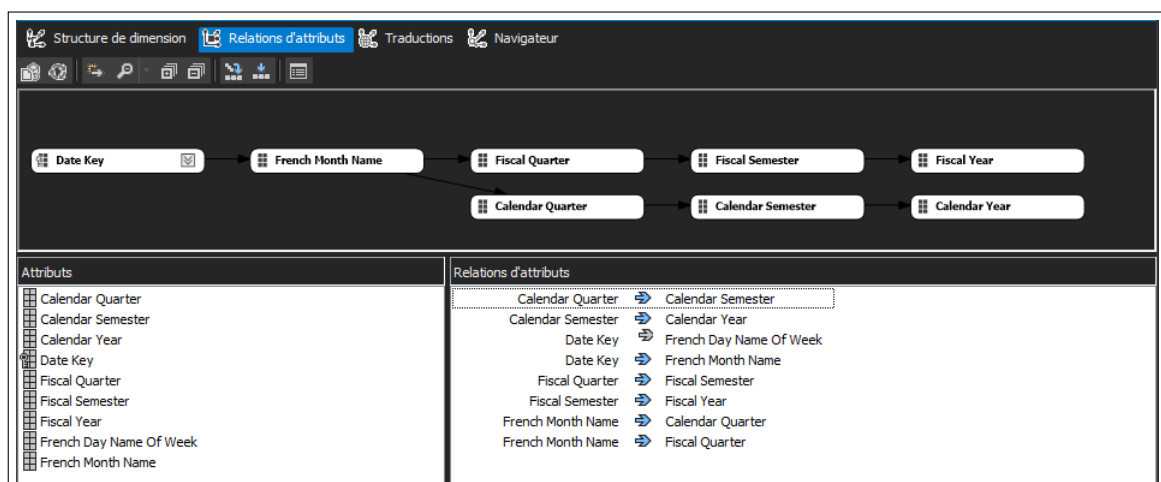 Structure de dimension Relations d'attributs Traductions Navigateur
Date Key French Month Name Fiscal Quarter Fiscal Semester Fiscal Year
Calendar Quarter Calendar Semester Calendar Year
Attributs
Calendar Quarter
Calendar Semester
Calendar Year
Date Key
Fiscal Quarter
Fiscal Semester
Fiscal Year
French Day Name Of Week
French Month Name
Relations d'attributs
Calendar Quarter Calendar Semester
Calendar Semester Calendar Year
Date Key French Day Name Of Week
Date Key French Month Name
Fiscal Quarter Fiscal Semester
Fiscal Semester Fiscal Year
French Month Name Calendar Quarter
French Month Name Fiscal Quarter